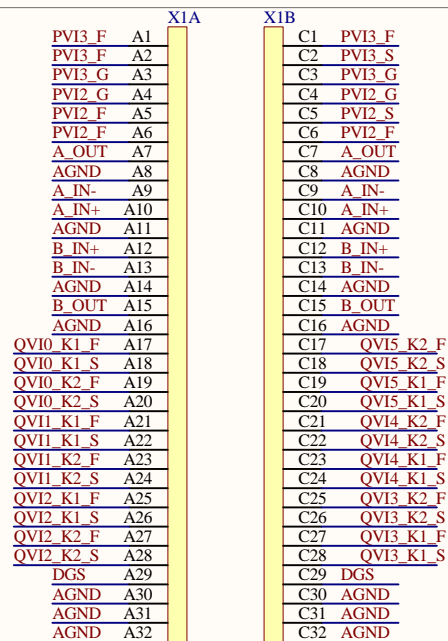 X1A X1B
PVI3_F A1 C1 PVI3_F
PVI3_F A2 C2 PVI3_S
PVI3_G A3 C3 PVI3_G
PVI2_G A4 C4 PVI2_G
PVI2_F A5 C5 PVI2_S
PVI2_F A6 C6 PVI2_F
A_OUT A7 C7 A_OUT
AGND A8 C8 AGND
A_IN- A9 C9 A_IN-
A_IN+ A10 C10 A_IN+
AGND A11 C11 AGND
B_IN+ A12 C12 B_IN+
B_IN- A13 C13 B_IN-
AGND A14 C14 AGND
B_OUT A15 C15 B_OUT
AGND A16 C16 AGND
QVI0_K1_F A17 C17 QVI5_K2_F
QVI0_K1_S A18 C18 QVI5_K2_S
QVI0_K2_F A19 C19 QVI5_K1_F
QVI0_K2_S A20 C20 QVI5_K1_S
QVI1_K1_F A21 C21 QVI4_K2_F
QVI1_K1_S A22 C22 QVI4_K2_S
QVI1_K2_F A23 C23 QVI4_K1_F
QVI1_K2_S A24 C24 QVI4_K1_S
QVI2_K1_F A25 C25 QVI3_K2_F
QVI2_K1_S A26 C26 QVI3_K2_S
QVI2_K2_F A27 C27 QVI3_K1_F
QVI2_K2_S A28 C28 QVI3_K1_S
DGS A29 C29 DGS
AGND A30 C30 AGND
AGND A31 C31 AGND
AGND A32 C32 AGND